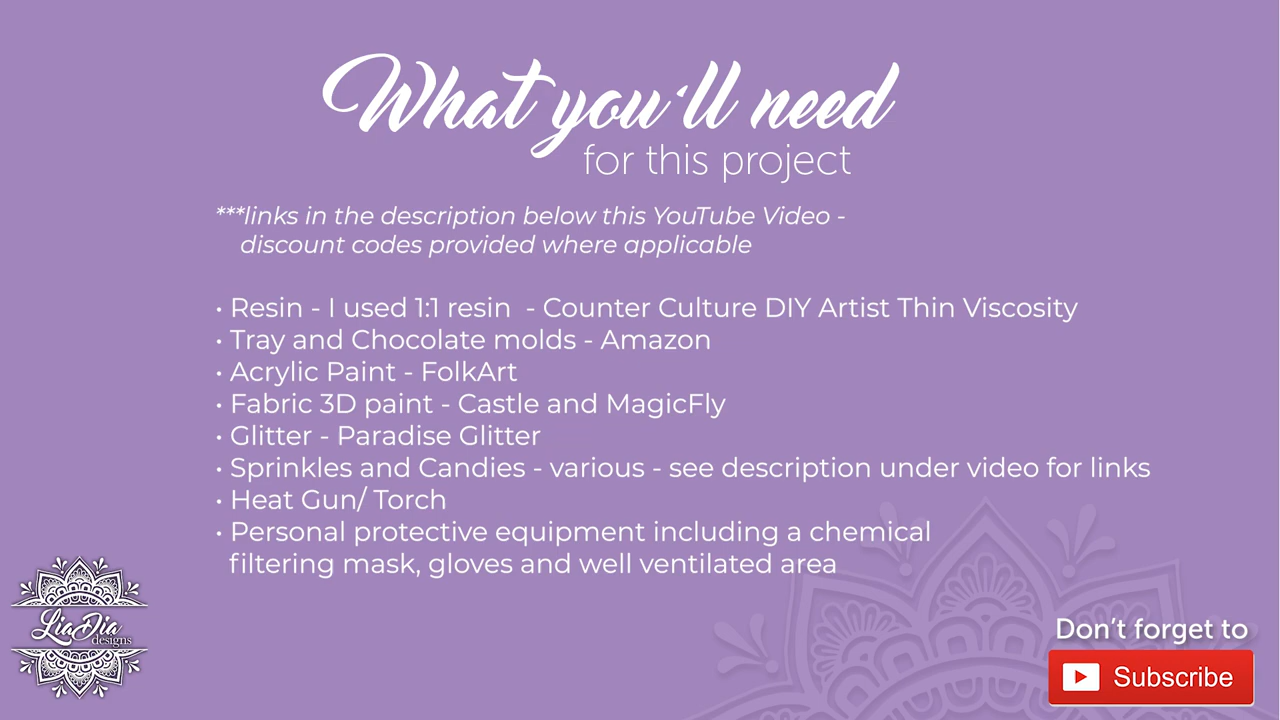 What you'll need
for this project
***links in the description below this YouTube Video -
discount codes provided where applicable
• Resin - I used 1:1 resin  - Counter Culture DIY Artist Thin Viscosity
• Tray and Chocolate molds - Amazon
• Acrylic Paint - FolkArt
• Fabric 3D paint - Castle and MagicFly
• Glitter - Paradise Glitter
• Sprinkles and Candies - various - see description under video for links
• Heat Gun/ Torch
• Personal protective equipment including a chemical
filtering mask, gloves and well ventilated area
LiaDia
designs
Don't forget to
Subscribe